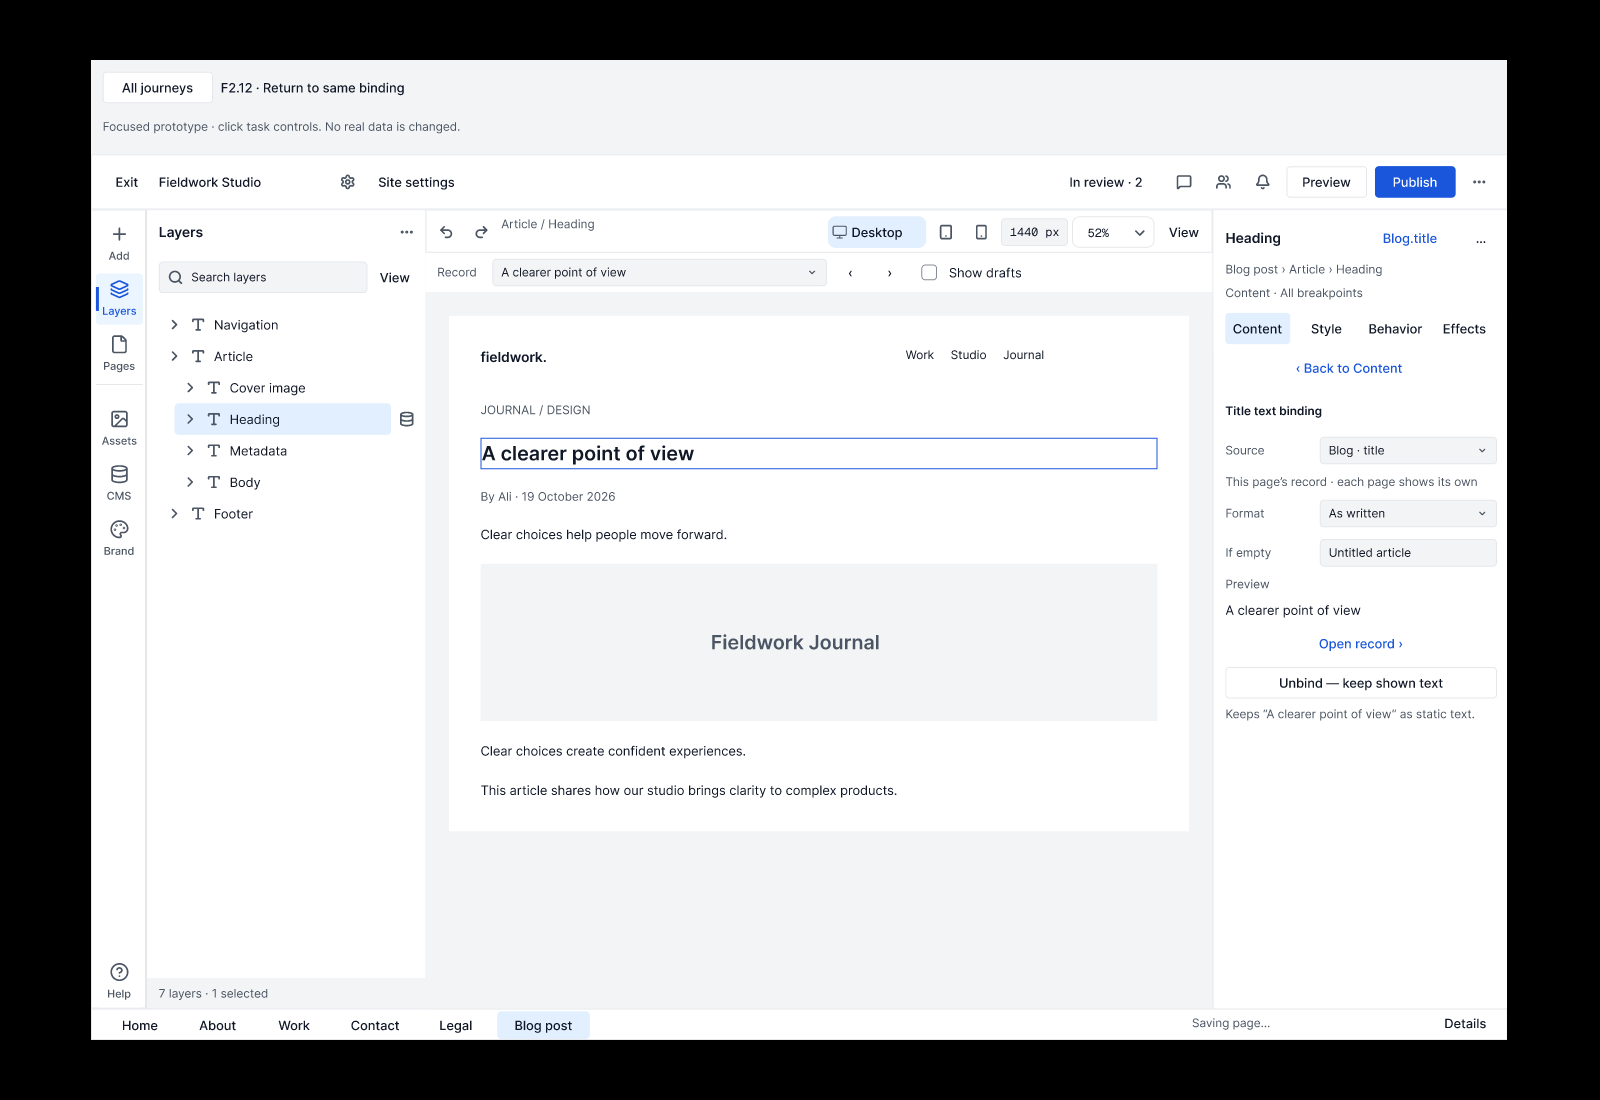 All journeys
F2.12 · Return to same binding
Focused prototype · click task controls. No real data is changed.
Exit
Fieldwork Studio
Site settings
In review · 2
Preview
Publish
Add
Layers
Pages
Assets
CMS
Brand
Help
Layers
Search layers
View
Navigation
Article
Cover image
Heading
Metadata
Body
Footer
7 layers · 1 selected
Article / Heading
Desktop
1440 px
52%
View
Record
A clearer point of view
Show drafts
fieldwork.
Work
Studio
Journal
JOURNAL / DESIGN
A clearer point of view
By Ali · 19 October 2026
Clear choices help people move forward.
Fieldwork Journal
Clear choices create confident experiences.
This article shares how our studio brings clarity to complex products.
Heading
Blog.title
...
Blog post › Article › Heading
Content · All breakpoints
Content
Style
Behavior
Effects
‹ Back to Content
Title text binding
Source
Blog · title
This page's record · each page shows its own
Format
As written
If empty
Untitled article
Preview
A clearer point of view
Open record ›
Unbind — keep shown text
Keeps “A clearer point of view” as static text.
Home
About
Work
Contact
Legal
Blog post
Saving page...
Details